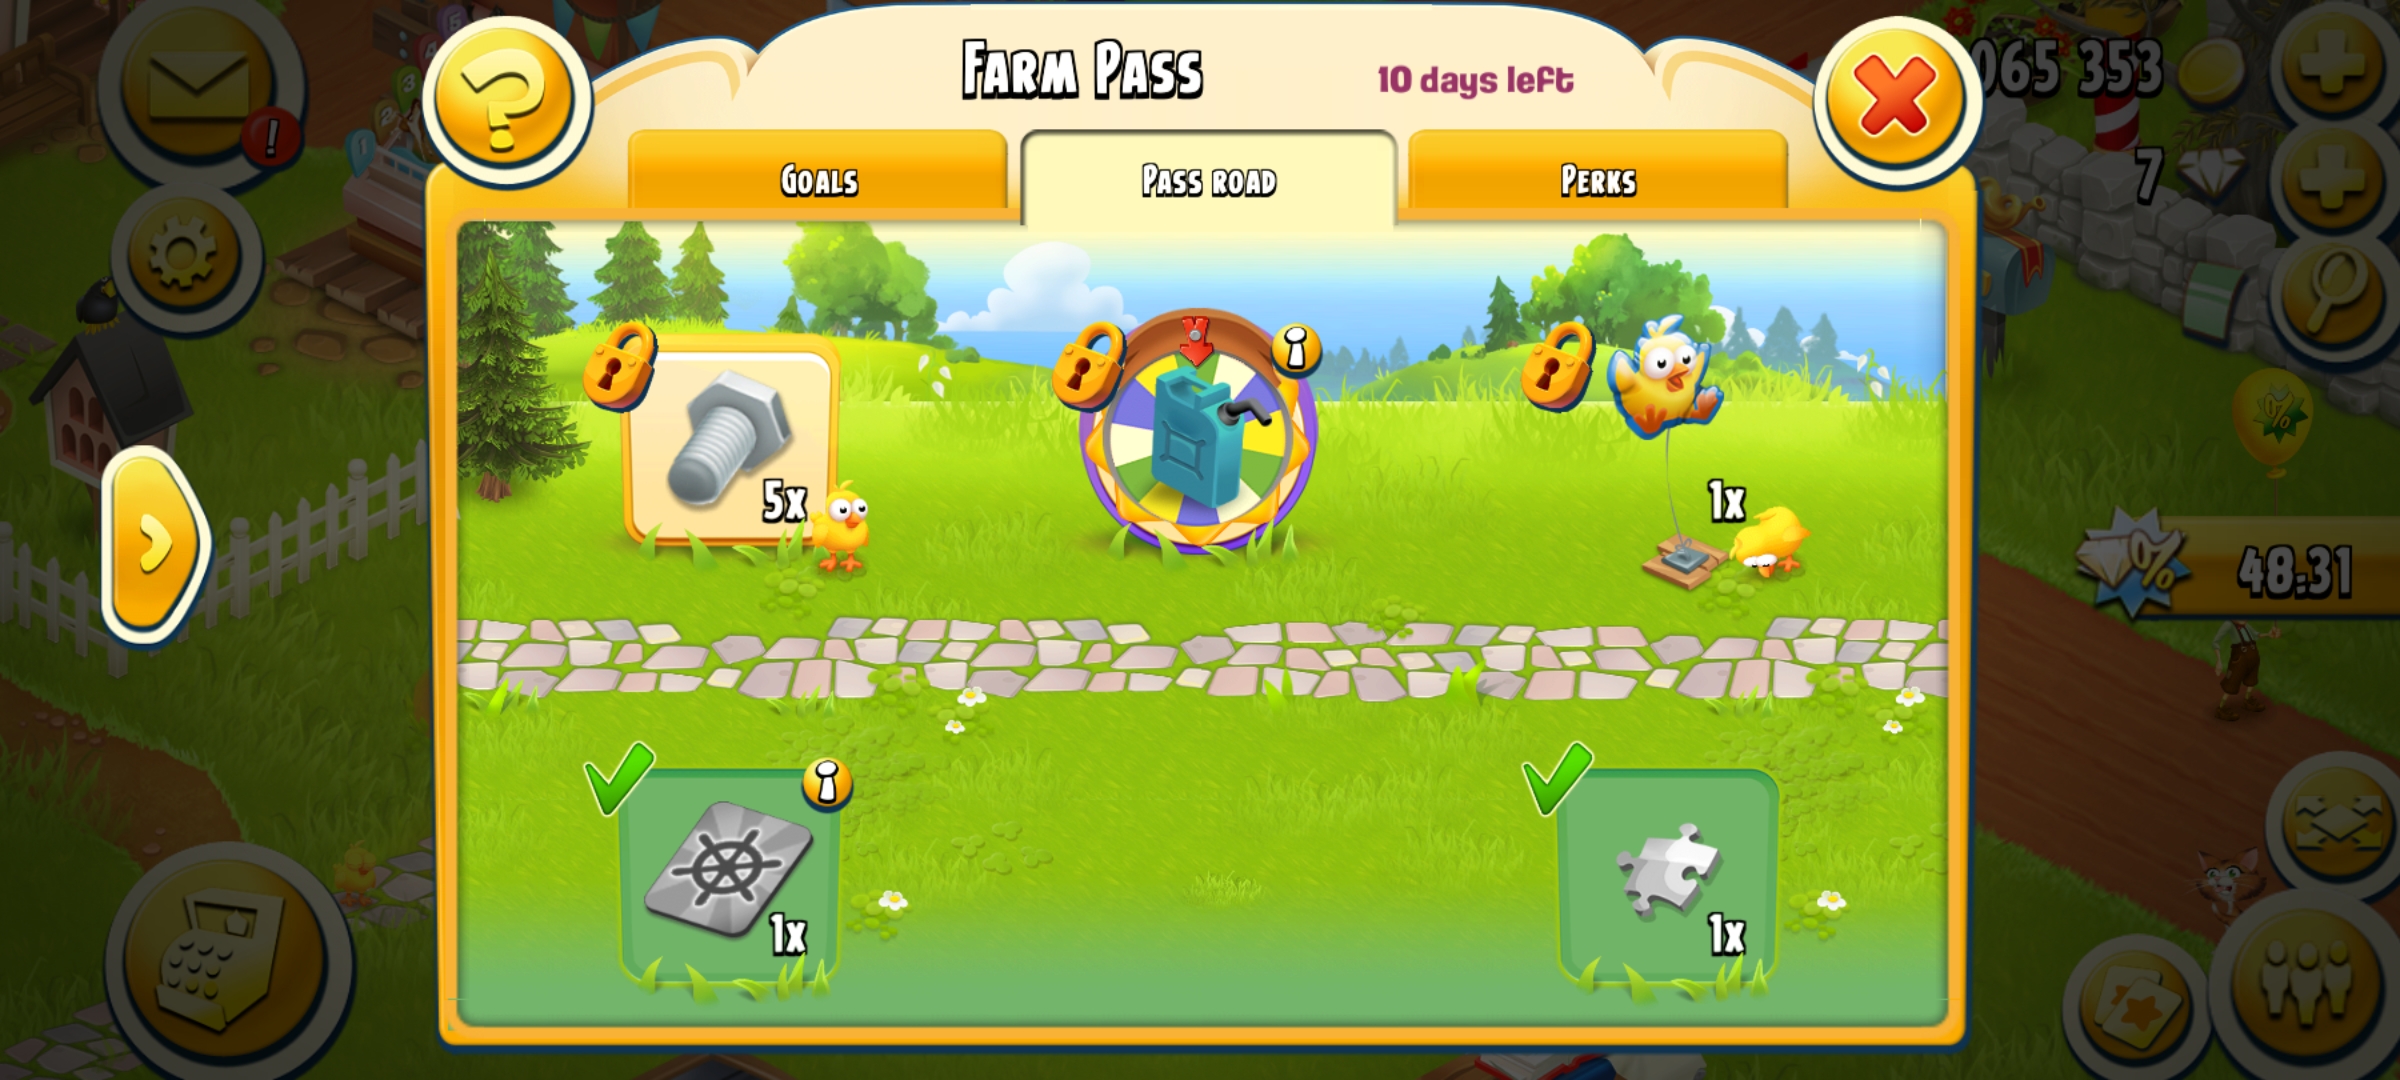 FARM PASS
10 days left
065 353
7
GOALS
PASS ROAD
PERKS
5x
1x
48:31
1x
1x